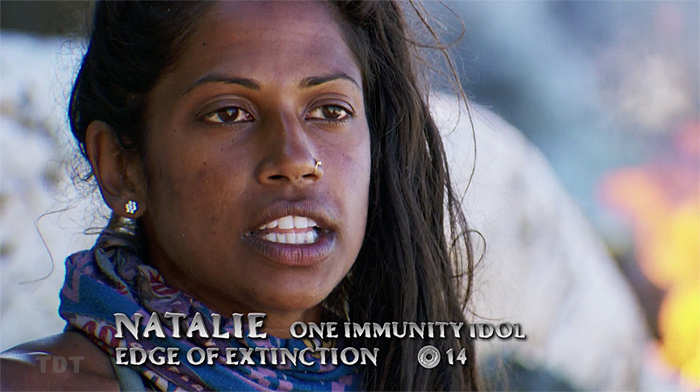 NATALIE ONE IMMUNITY IDOL
EDGE OF EXTINCTION 14
TDT